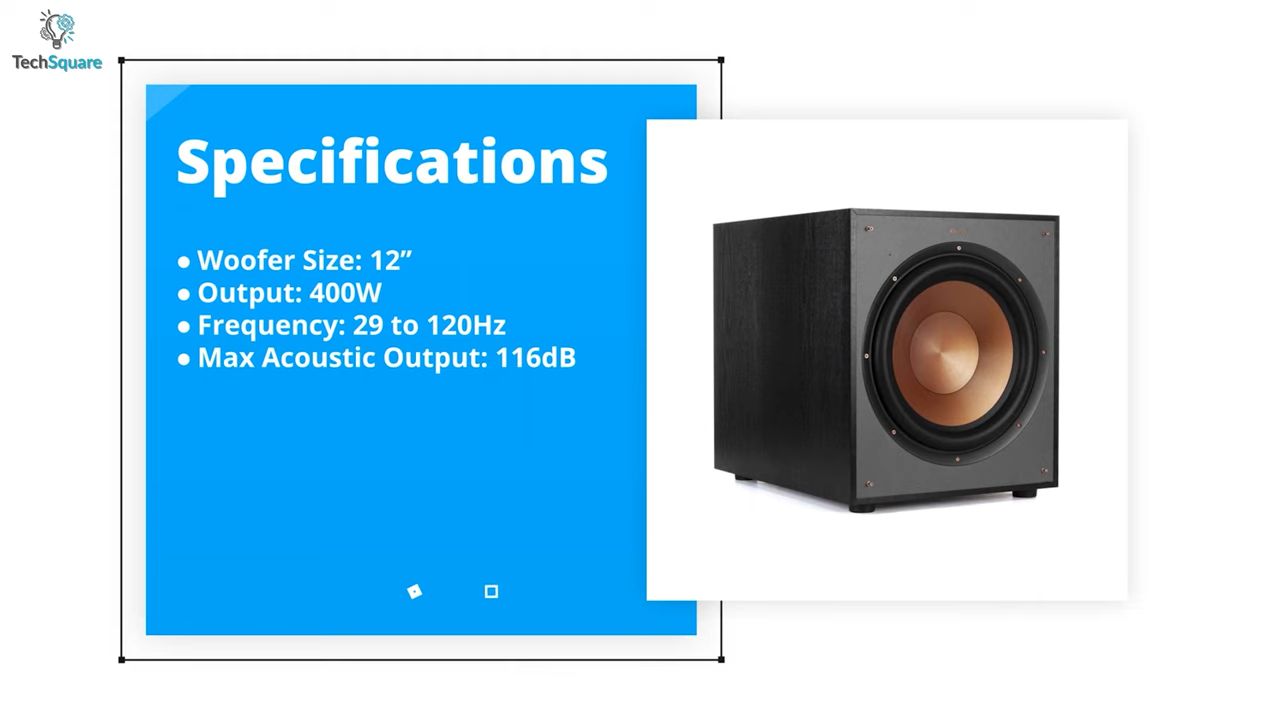 TechSquare
Specifications
● Woofer Size: 12”
● Output: 400W
● Frequency: 29 to 120Hz
● Max Acoustic Output: 116dB